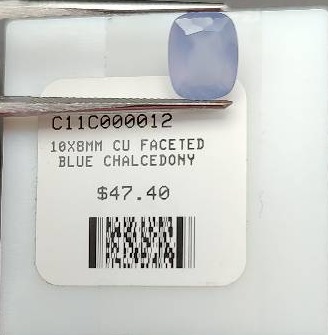 C11C000012
10X8MM CU FACETED
BLUE CHALCEDONY
$47.40